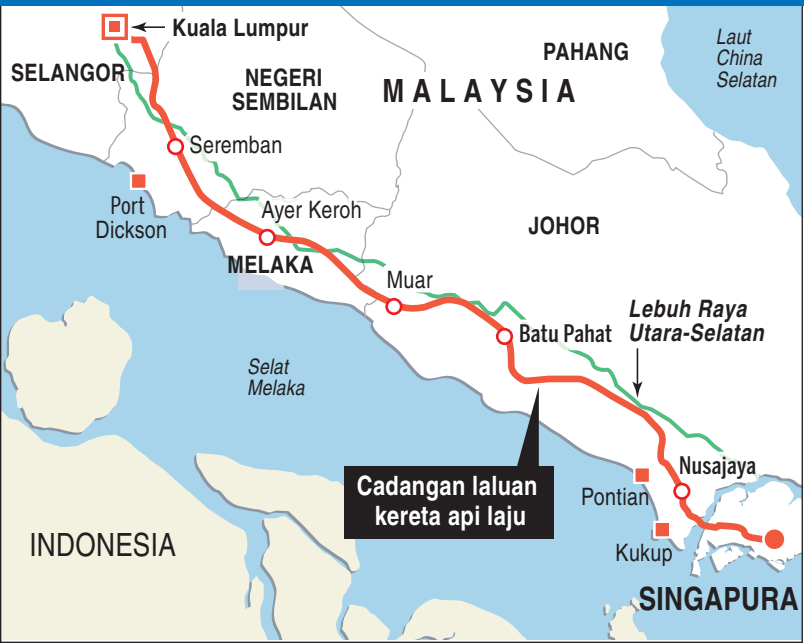 Kuala Lumpur
PAHANG
Laut
China
Selatan
SELANGOR
NEGERI
SEMBILAN
MALAYSIA
Seremban
Port
Dickson
Ayer Keroh
JOHOR
MELAKA
Muar
Lebuh Raya
Utara-Selatan
Batu Pahat
Selat
Melaka
Cadangan laluan
kereta api laju
Nusajaya
Pontian
INDONESIA
Kukup
SINGAPURA